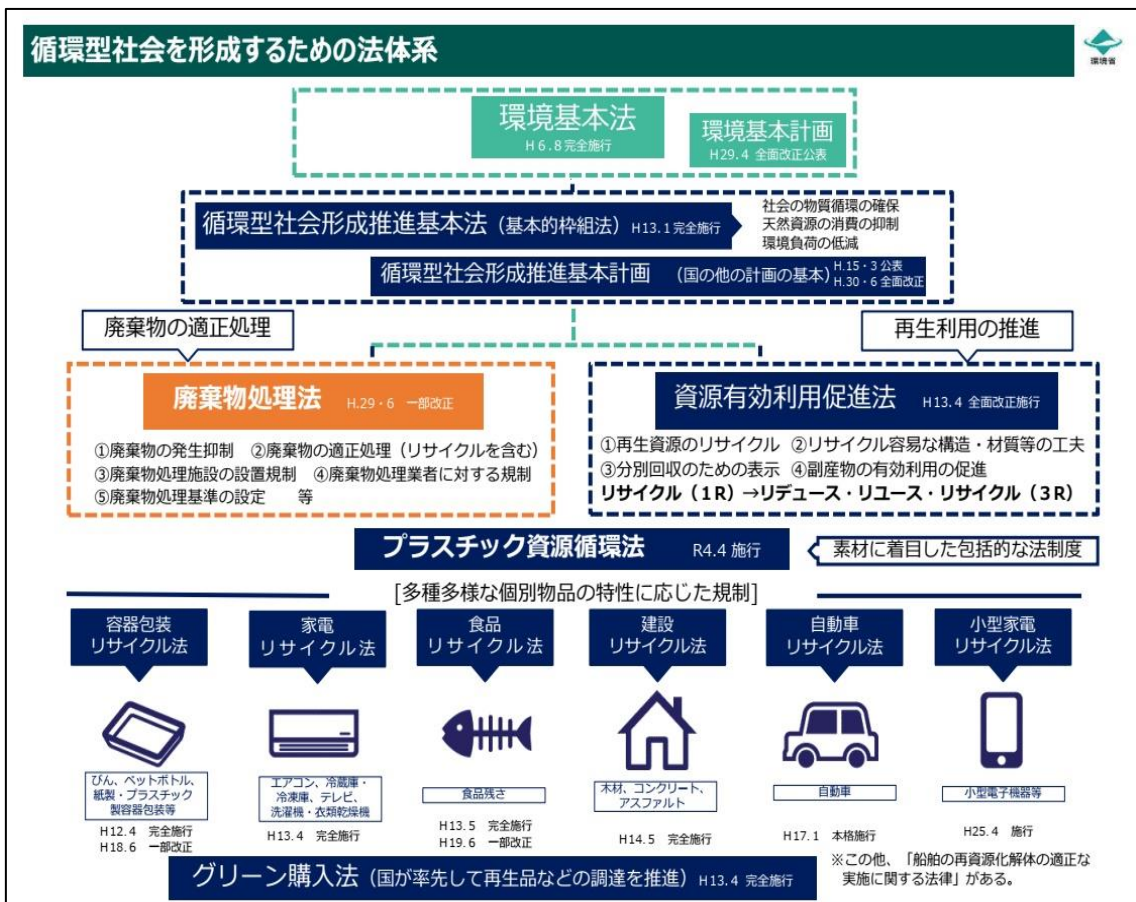 循環型社会を形成するための法体系
環境省
環境基本法
H6.8完全施行
環境基本計画
H29.4 全面改正公表
循環型社会形成推進基本法（基本的枠組法）H13.1 完全施行
社会の物質循環の確保
天然資源の消費の抑制
環境負荷の低減
循環型社会形成推進基本計画 （国の他の計画の基本）
H.15・3 公表
H.30・6 全面改正
廃棄物の適正処理
再生利用の推進
廃棄物処理法 H.29・6 一部改正
①廃棄物の発生抑制 ②廃棄物の適正処理（リサイクルを含む）
③廃棄物処理施設の設置規制 ④廃棄物処理業者に対する規制
⑤廃棄物処理基準の設定 等
資源有効利用促進法 H13.4 全面改正施行
①再生資源のリサイクル ②リサイクル容易な構造・材質等の工夫
③分別回収のための表示 ④副産物の有効利用の促進
リサイクル（１R）→リデュース・リユース・リサイクル（３R）
プラスチック資源循環法 R4.4 施行
素材に着目した包括的な法制度
[多種多様な個別物品の特性に応じた規制]
容器包装
リサイクル法
びん、ペットボトル、
紙製・プラスチック
製容器包装等
H12.4 完全施行
H18.6 一部改正
家電
リサイクル法
エアコン、冷蔵庫・
冷凍庫、テレビ、
洗濯機・衣類乾燥機
H13.4 完全施行
食品
リサイクル法
食品残さ
H13.5 完全施行
H19.6 一部改正
建設
リサイクル法
木材、コンクリート、
アスファルト
H14.5 完全施行
自動車
リサイクル法
自動車
H17.1 本格施行
小型家電
リサイクル法
小型電子機器等
H25.4 施行
※この他、「船舶の再資源化解体の適正な
実施に関する法律」がある。
グリーン購入法（国が率先して再生品などの調達を推進）H13.4 完全施行